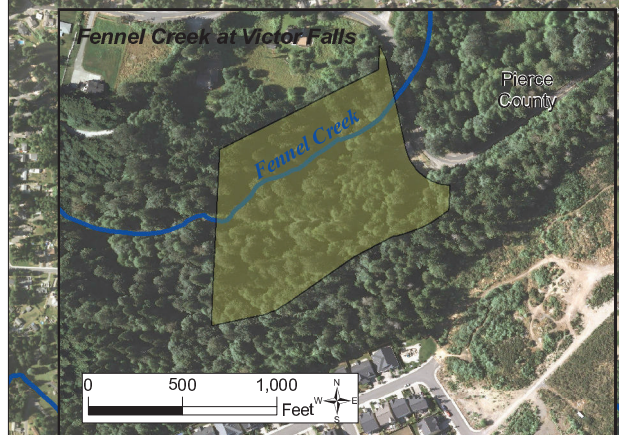 Fennel Creek at Victor Falls
Pierce
County
Fennel Creek
0 500 1,000
Feet
N
W E
S